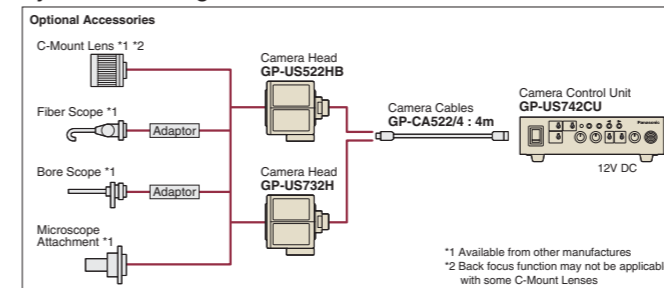 Optional Accessories
C-Mount Lens *1 *2
Fiber Scope *1
Adaptor
Bore Scope *1
Adaptor
Microscope
Attachment *1
Camera Head
GP-US522HB
Camera Head
GP-US732H
Camera Cables
GP-CA522/4 : 4m
Camera Control Unit
GP-US742CU
Panasonic
12V DC
*1 Available from other manufactures
*2 Back focus function may not be applicabl
with some C-Mount Lenses